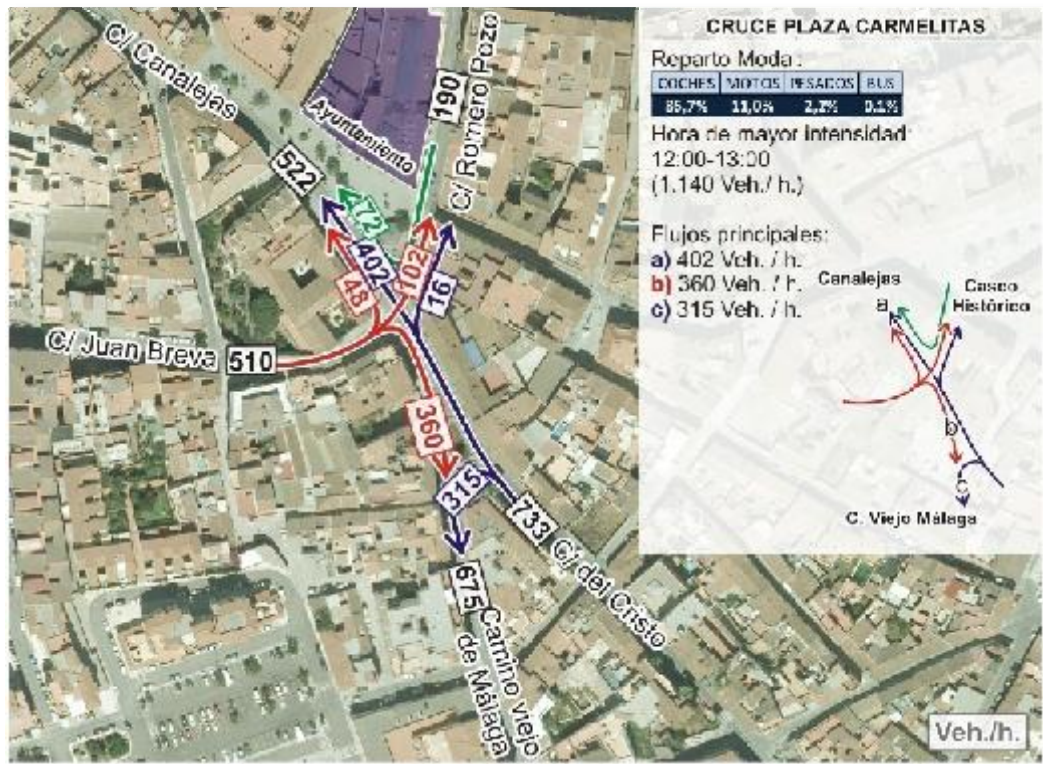 CRUCE PLAZA CARMELITAS
Reparto Moda:
COCHES MOTOS PESADOS BUS
11,0% 2,2% 0.1%
Hora de mayor intensidad:
12:00-13:00
(1.140 Veh./ h.)
Flujos principales:
a) 402 Veh. / h.
b) 360 Veh. / h.
c) 315 Veh. / h.
Canalejas
a
Casco
Histórico
b
c
C. Viejo Málaga
C/ Canalejas
Ayuntamiento
190
C/ Romero Pozo
522
72
402
102
48
16
C/ Juan Breva
510
360
315
733
C/ del Cristo
675
Camino viejo
de Málaga
Veh./h.